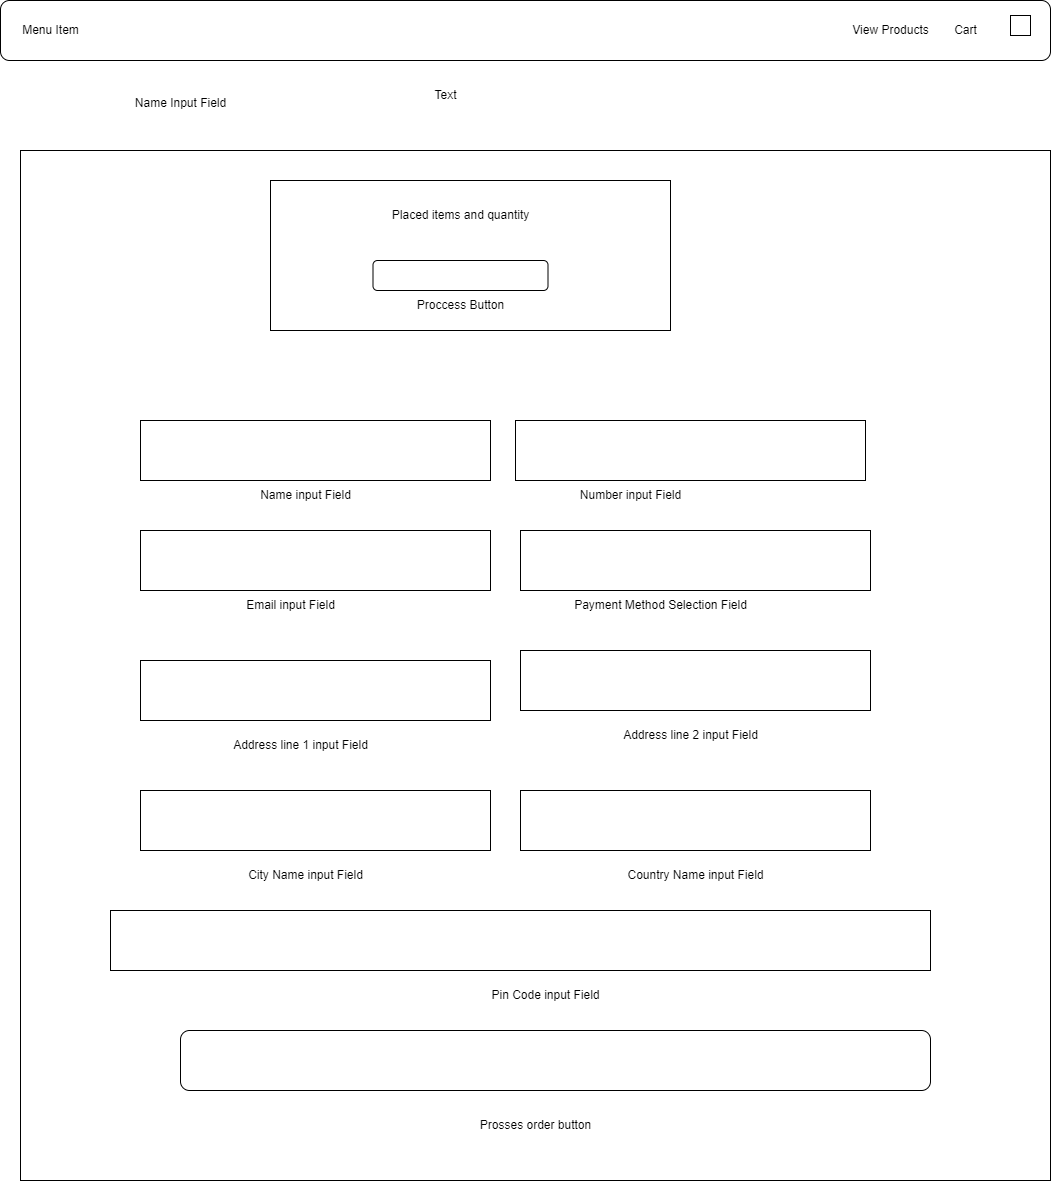 Menu Item
View Products
Cart
Name Input Field
Text
Placed items and quantity
Proccess Button
Name input Field
Number input Field
Email input Field
Payment Method Selection Field
Address line 1 input Field
Address line 2 input Field
City Name input Field
Country Name input Field
Pin Code input Field
Prosses order button